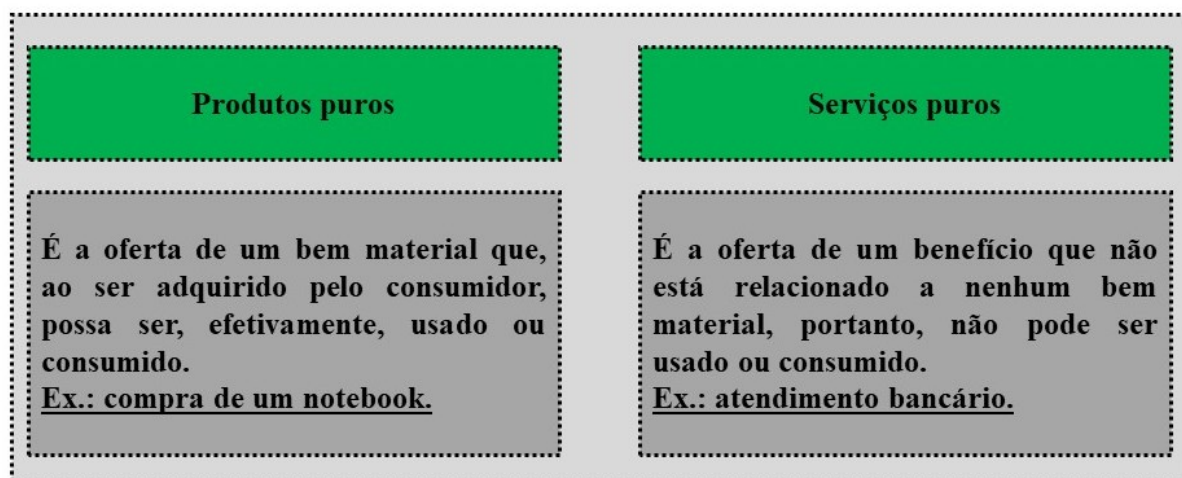 Produtos puros
É a oferta de um bem material que,
ao ser adquirido pelo consumidor,
possa ser, efetivamente, usado ou
consumido.
Ex.: compra de um notebook.
Serviços puros
É a oferta de um benefício que não
está relacionado a nenhum bem
material, portanto, não pode ser
usado ou consumido.
Ex.: atendimento bancário.